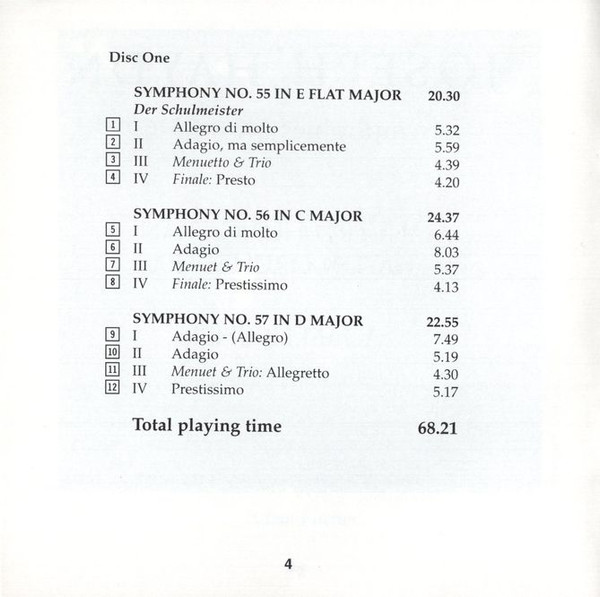 Disc One
SYMPHONY NO. 55 IN E FLAT MAJOR 20.30
Der Schulmeister
1 I Allegro di molto 5.32
2 II Adagio, ma semplicemente 5.59
3 III Menuetto & Trio 4.39
4 IV Finale: Presto 4.20
SYMPHONY NO. 56 IN C MAJOR 24.37
5 I Allegro di molto 6.44
6 II Adagio 8.03
7 III Menuet & Trio 5.37
8 IV Finale: Prestissimo 4.13
SYMPHONY NO. 57 IN D MAJOR 22.55
9 I Adagio - (Allegro) 7.49
10 II Adagio 5.19
11 III Menuet & Trio: Allegretto 4.30
12 IV Prestissimo 5.17
Total playing time 68.21
4